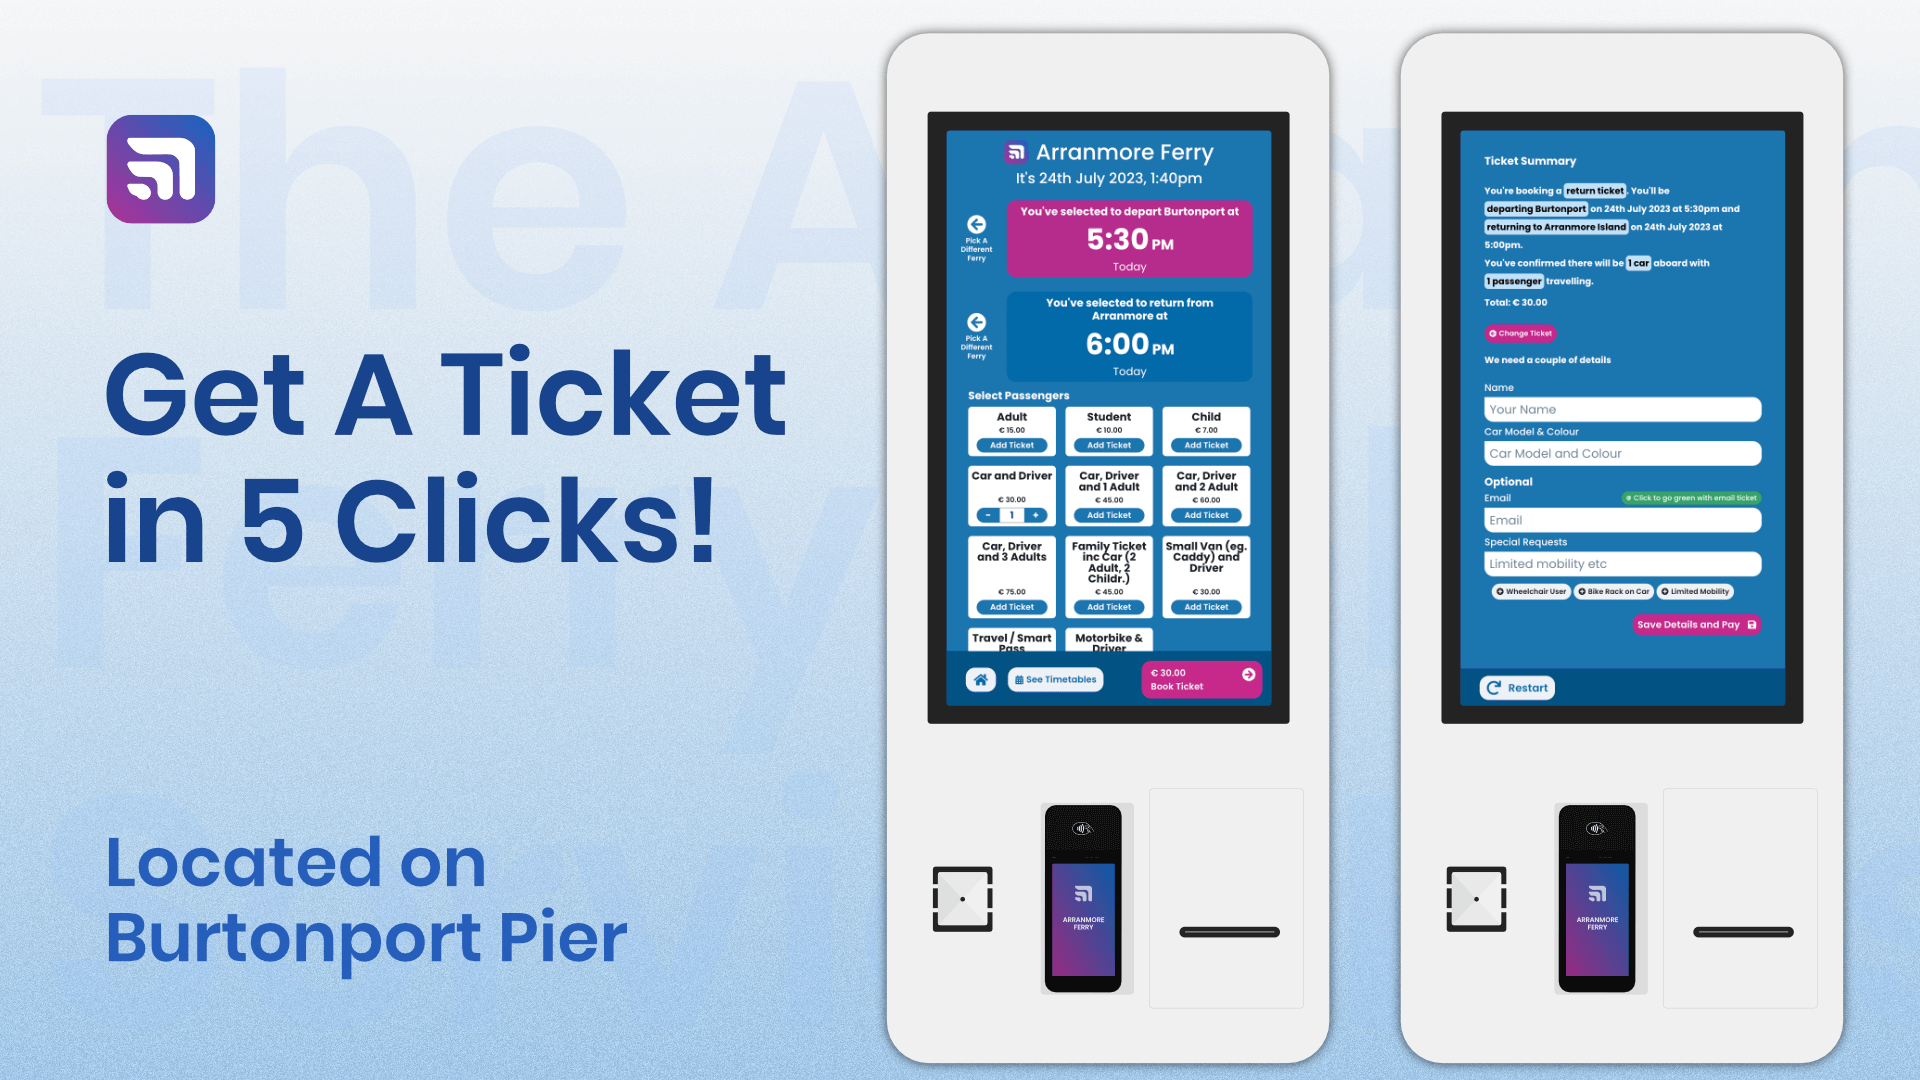 Get A Ticket
in 5 Clicks!
Located on
Burtonport Pier
Arranmore Ferry
It's 24th July 2023, 1:40pm
Pick A
Different
Ferry
You've selected to depart Burtonport at
5:30 PM
Today
Pick A
Different
Ferry
You've selected to return from
Arranmore at
6:00 PM
Today
Select Passengers
Adult
€ 15.00
Add Ticket
Student
€ 10.00
Add Ticket
Child
€ 7.00
Add Ticket
Car and Driver
€ 30.00
- 1 +
Car, Driver
and 1 Adult
€ 45.00
Add Ticket
Car, Driver
and 2 Adult
€ 60.00
Add Ticket
Car, Driver
and 3 Adults
€ 75.00
Add Ticket
Family Ticket
inc Car (2
Adult, 2
Childr.)
€ 45.00
Add Ticket
Small Van (eg.
Caddy) and
Driver
€ 30.00
Add Ticket
Travel / Smart
Pass
Motorbike &
Driver
See Timetables
€ 30.00
Book Ticket
ARRANMORE
FERRY
Ticket Summary
You're booking a return ticket. You'll be
departing Burtonport on 24th July 2023 at 5:30pm and
returning to Arranmore Island on 24th July 2023 at
5:00pm.
You've confirmed there will be 1 car aboard with
1 passenger travelling.
Total: € 30.00
Change Ticket
We need a couple of details
Name
Your Name
Car Model & Colour
Car Model and Colour
Optional
Email
Click to go green with email ticket
Email
Special Requests
Limited mobility etc
Wheelchair User
Bike Rack on Car
Limited Mobility
Save Details and Pay
Restart
ARRANMORE
FERRY